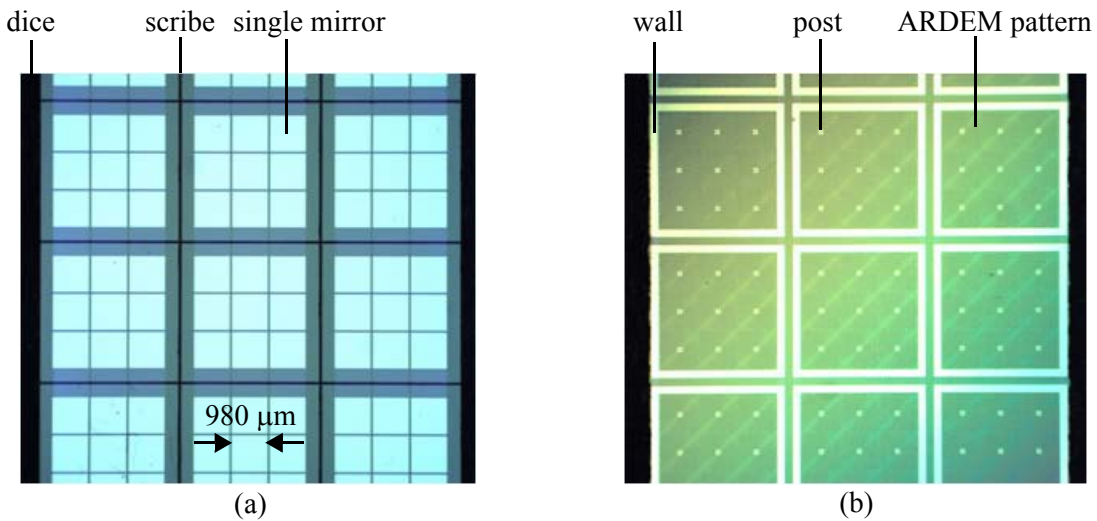 dice scribe single mirror
wall post ARDEM pattern
980 μm
(a) (b)